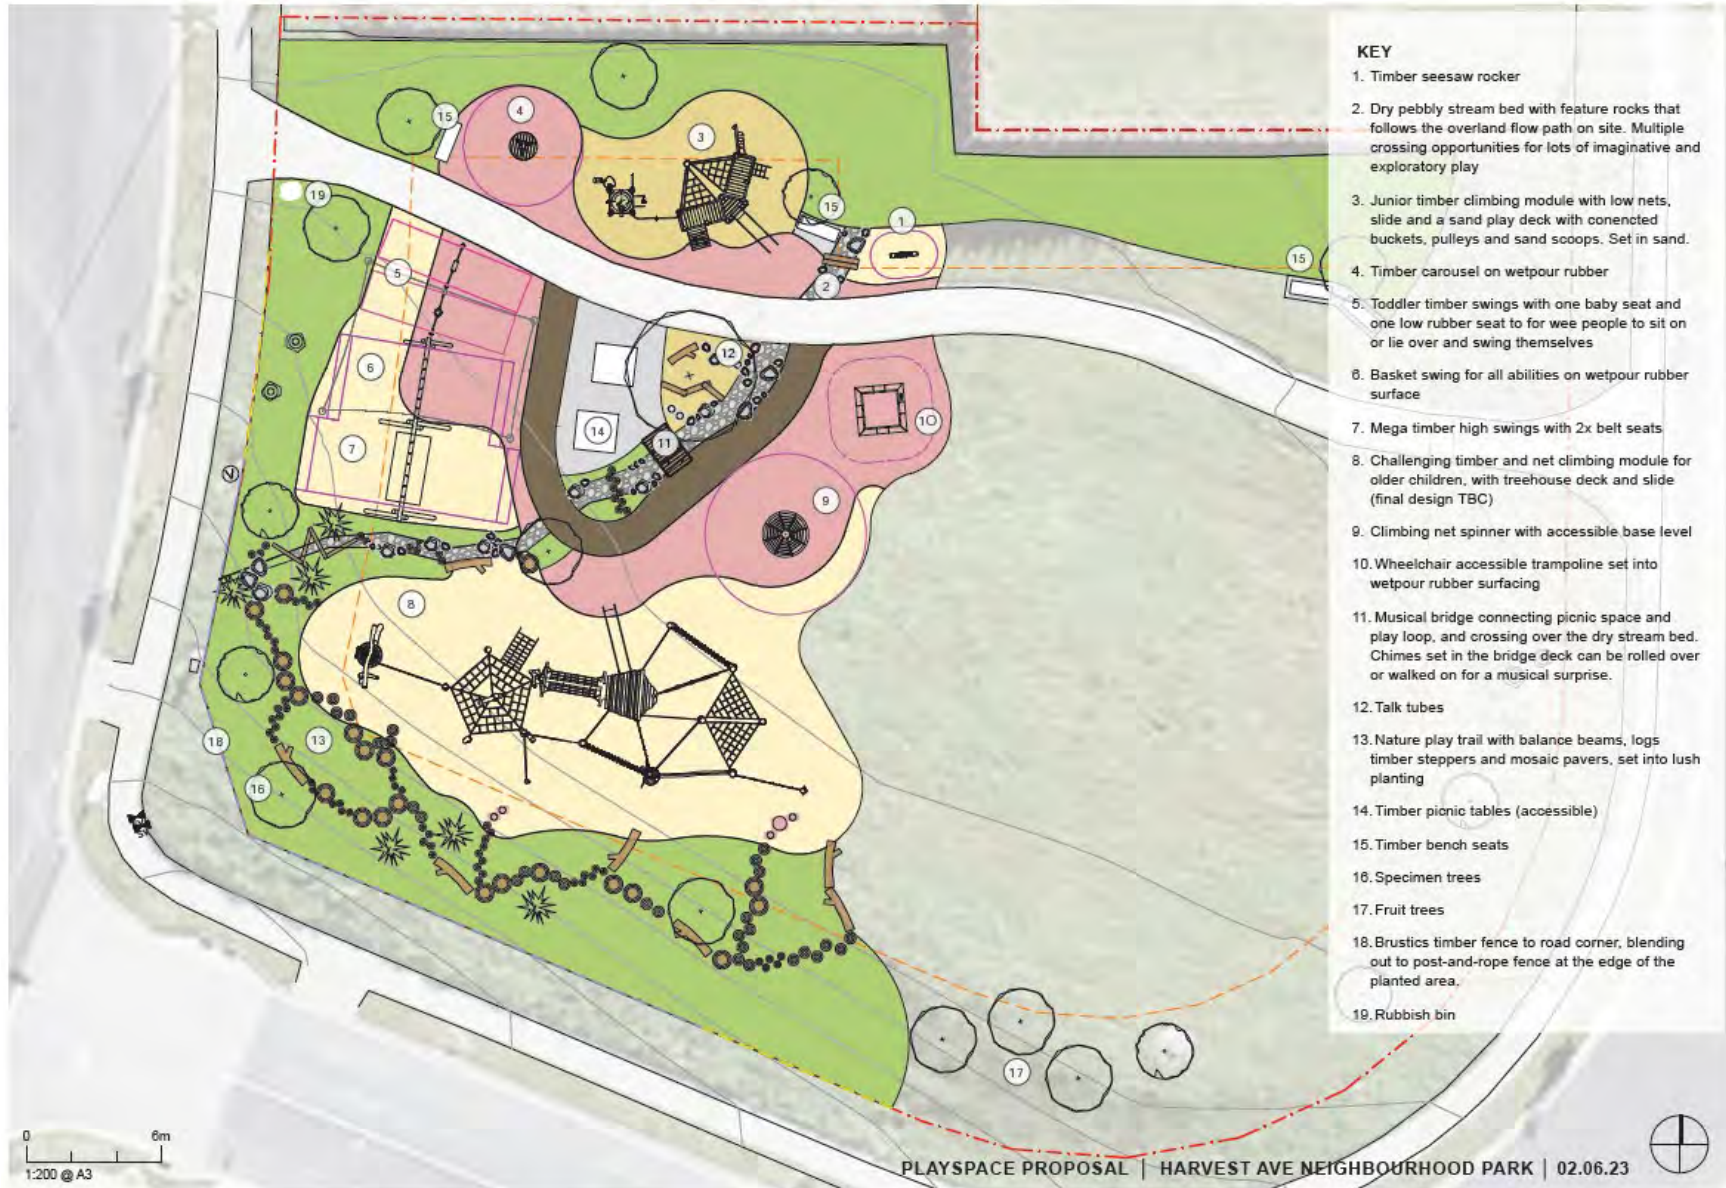 KEY
1. Timber seesaw rocker
2. Dry pebbly stream bed with feature rocks that
follows the overland flow path on site. Multiple
crossing opportunities for lots of imaginative and
exploratory play
3. Junior timber climbing module with low nets,
slide and a sand play deck with conencted
buckets, pulleys and sand scoops. Set in sand.
4. Timber carousel on wetpour rubber
5. Toddler timber swings with one baby seat and
one low rubber seat to for wee people to sit on
or lie over and swing themselves
6. Basket swing for all abilities on wetpour rubber
surface
7. Mega timber high swings with 2x belt seats
8. Challenging timber and net climbing module for
older children, with treehouse deck and slide
(final design TBC)
9. Climbing net spinner with accessible base level
10. Wheelchair accessible trampoline set into
wetpour rubber surfacing
11. Musical bridge connecting picnic space and
play loop, and crossing over the dry stream bed.
Chimes set in the bridge deck can be rolled over
or walked on for a musical surprise.
12. Talk tubes
13. Nature play trail with balance beams, logs
timber steppers and mosaic pavers, set into lush
planting
14. Timber picnic tables (accessible)
15. Timber bench seats
16. Specimen trees
17. Fruit trees
18. Brustics timber fence to road corner, blending
out to post-and-rope fence at the edge of the
planted area.
19. Rubbish bin
4
15
3
19
15
1
15
5
2
12
6
10
14
11
7
9
8
18
13
16
17
0 6m
1:200 @ A3
PLAYSPACE PROPOSAL | HARVEST AVE NEIGHBOURHOOD PARK | 02.06.23